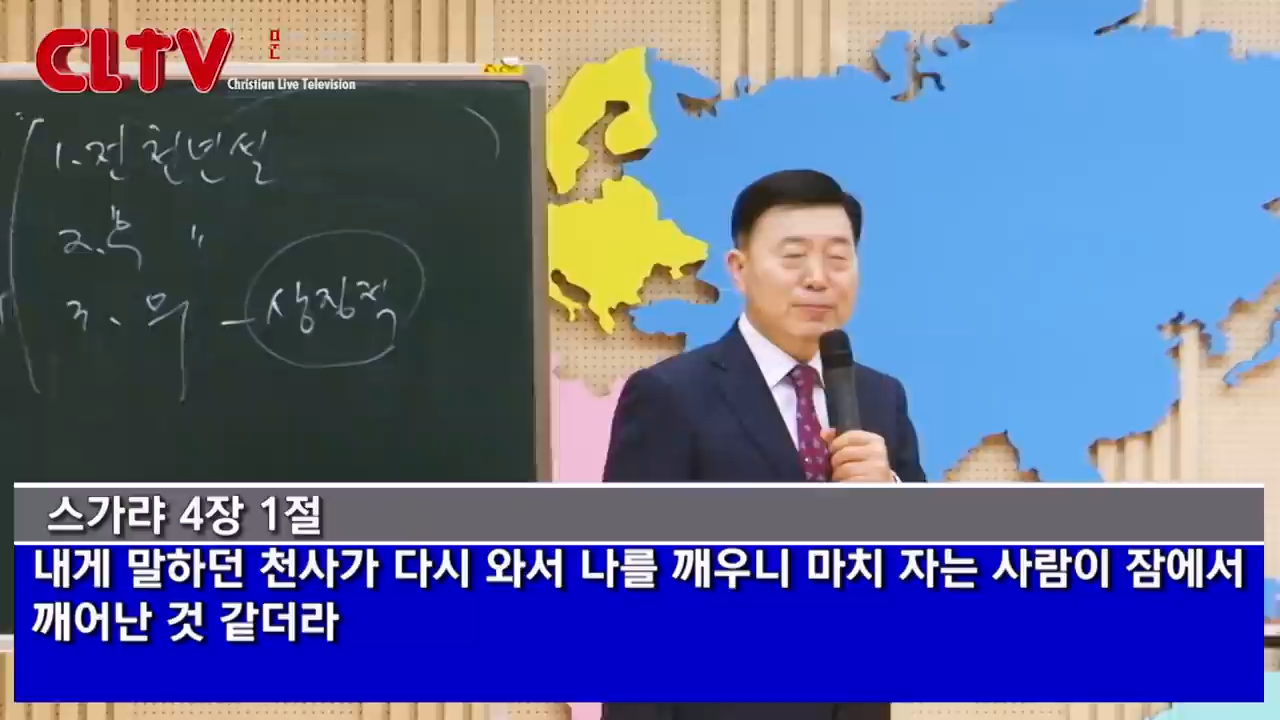 CLTV
Christian Live Television
1. 전 천년설
2. 후 "
3. 무 - 상징적
스가랴 4장 1절
내게 말하던 천사가 다시 와서 나를 깨우니 마치 자는 사람이 잠에서
깨어난 것 같더라